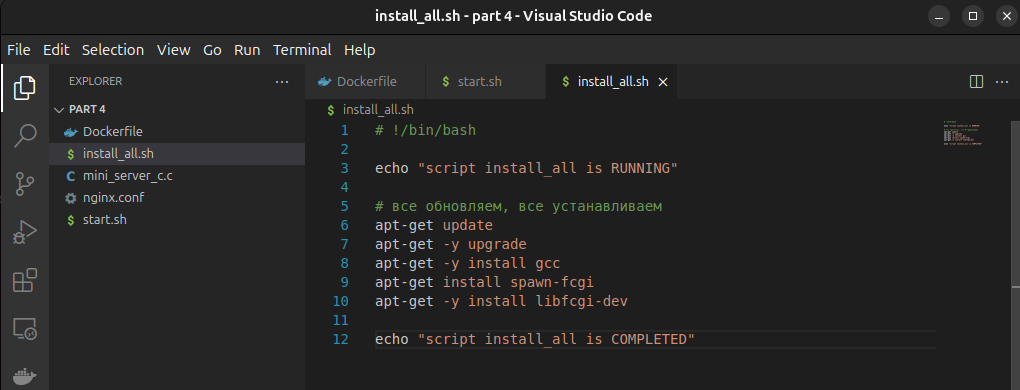 install_all.sh - part 4 - Visual Studio Code
File Edit Selection View Go Run Terminal Help
EXPLORER
PART 4
Dockerfile
install_all.sh
mini_server_c.c
nginx.conf
start.sh
Dockerfile
start.sh
install_all.sh
install_all.sh
1 # !/bin/bash
2
3 echo "script install_all is RUNNING"
4
5 # все обновляем, все устанавливаем
6 apt-get update
7 apt-get -y upgrade
8 apt-get -y install gcc
9 apt-get install spawn-fcgi
10 apt-get -y install libfcgi-dev
11
12 echo "script install_all is COMPLETED"